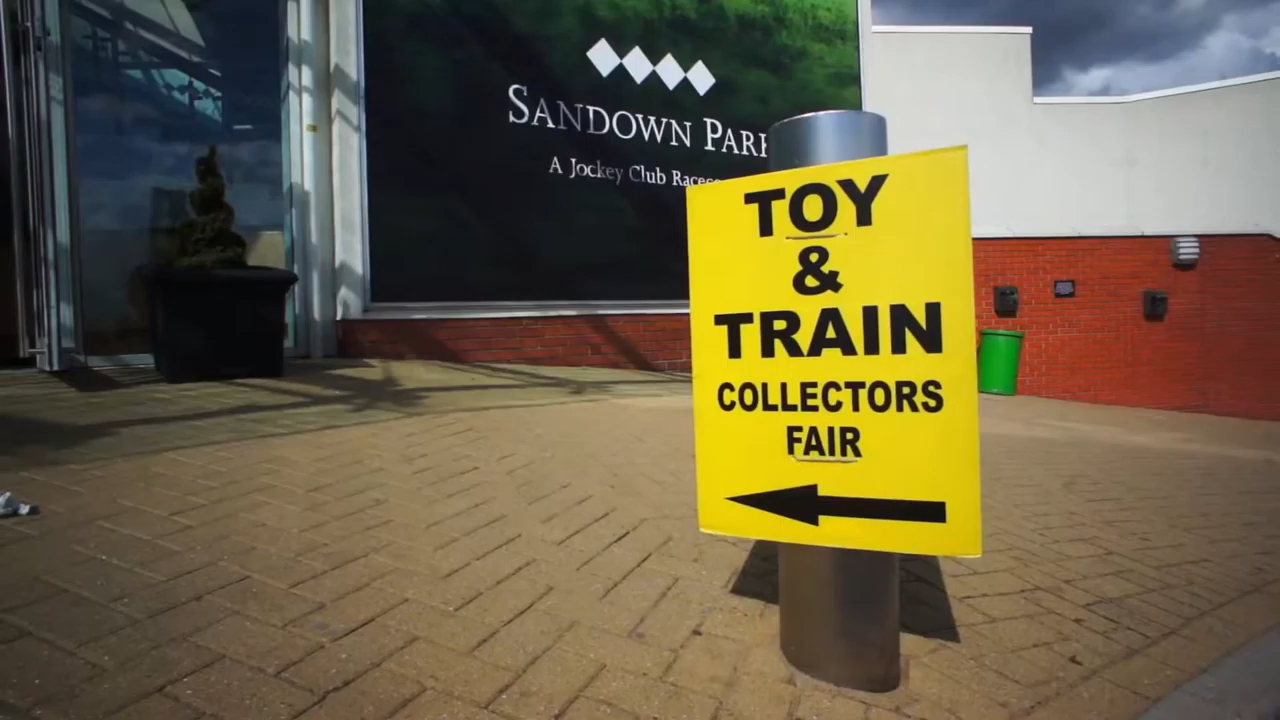 SANDOWN PARK
A Jockey Club
TOY
&
TRAIN
COLLECTORS
FAIR